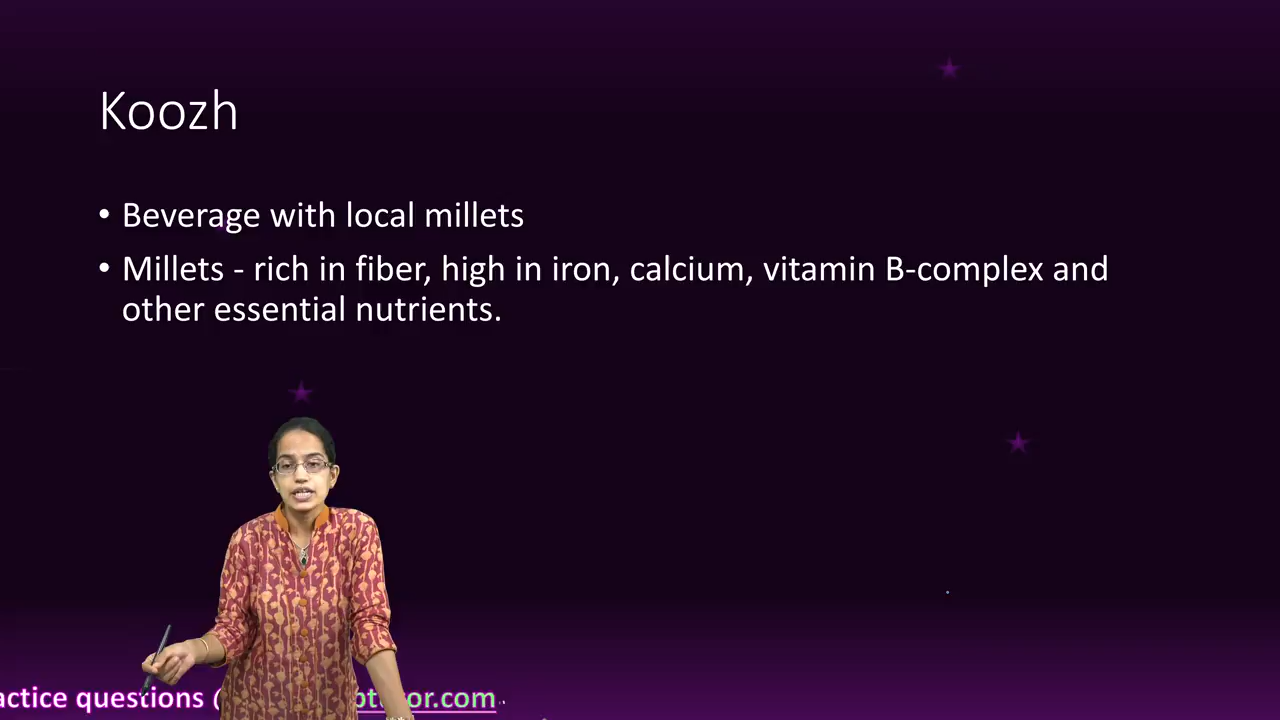 Koozh
• Beverage with local millets
• Millets - rich in fiber, high in iron, calcium, vitamin B-complex and
other essential nutrients.
questions